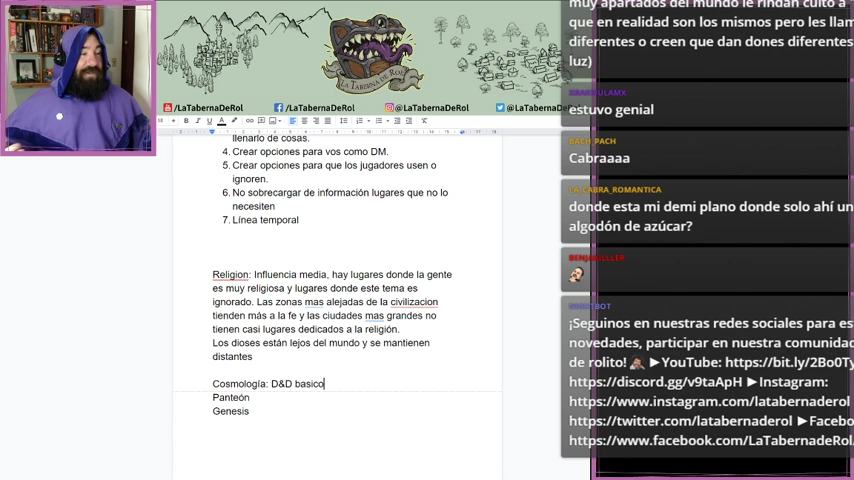 LA TABERNA DE ROL
/LaTabernaDeRol
/LaTabernaDeRol
@LaTabernaDeRol
@LaTabernaDeRol
llenarlo de cosas.
4. Crear opciones para vos como DM.
5. Crear opciones para que los jugadores usen o
ignoren.
6. No sobrecargar de información lugares que no lo
necesiten
7. Línea temporal
Religion: Influencia media, hay lugares donde la gente
es muy religiosa y lugares donde este tema es
ignorado. Las zonas mas alejadas de la civilizacion
tienden más a la fe y las ciudades mas grandes no
tienen casi lugares dedicados a la religión.
Los dioses están lejos del mundo y se mantienen
distantes
Cosmología: D&D basico
Panteón
Genesis
muy apartados del mundo le rindan culto a
que en realidad son los mismos pero les llam
diferentes o creen que dan dones diferentes
luz)
estuvo genial
BACH_PACH
Cabraaaa
LA_CABRA_ROMANTICA
donde esta mi demi plano donde solo ahí un
algodón de azúcar?
¡Seguinos en nuestras redes sociales para es
novedades, participar en nuestra comunidad
de rolito! ►YouTube: https://bit.ly/2Bo0Ty
https://discord.gg/v9taApH ►Instagram:
https://www.instagram.com/latabernaderol
https://twitter.com/latabernaderol ►Facebo
https://www.facebook.com/LaTabernadeRol